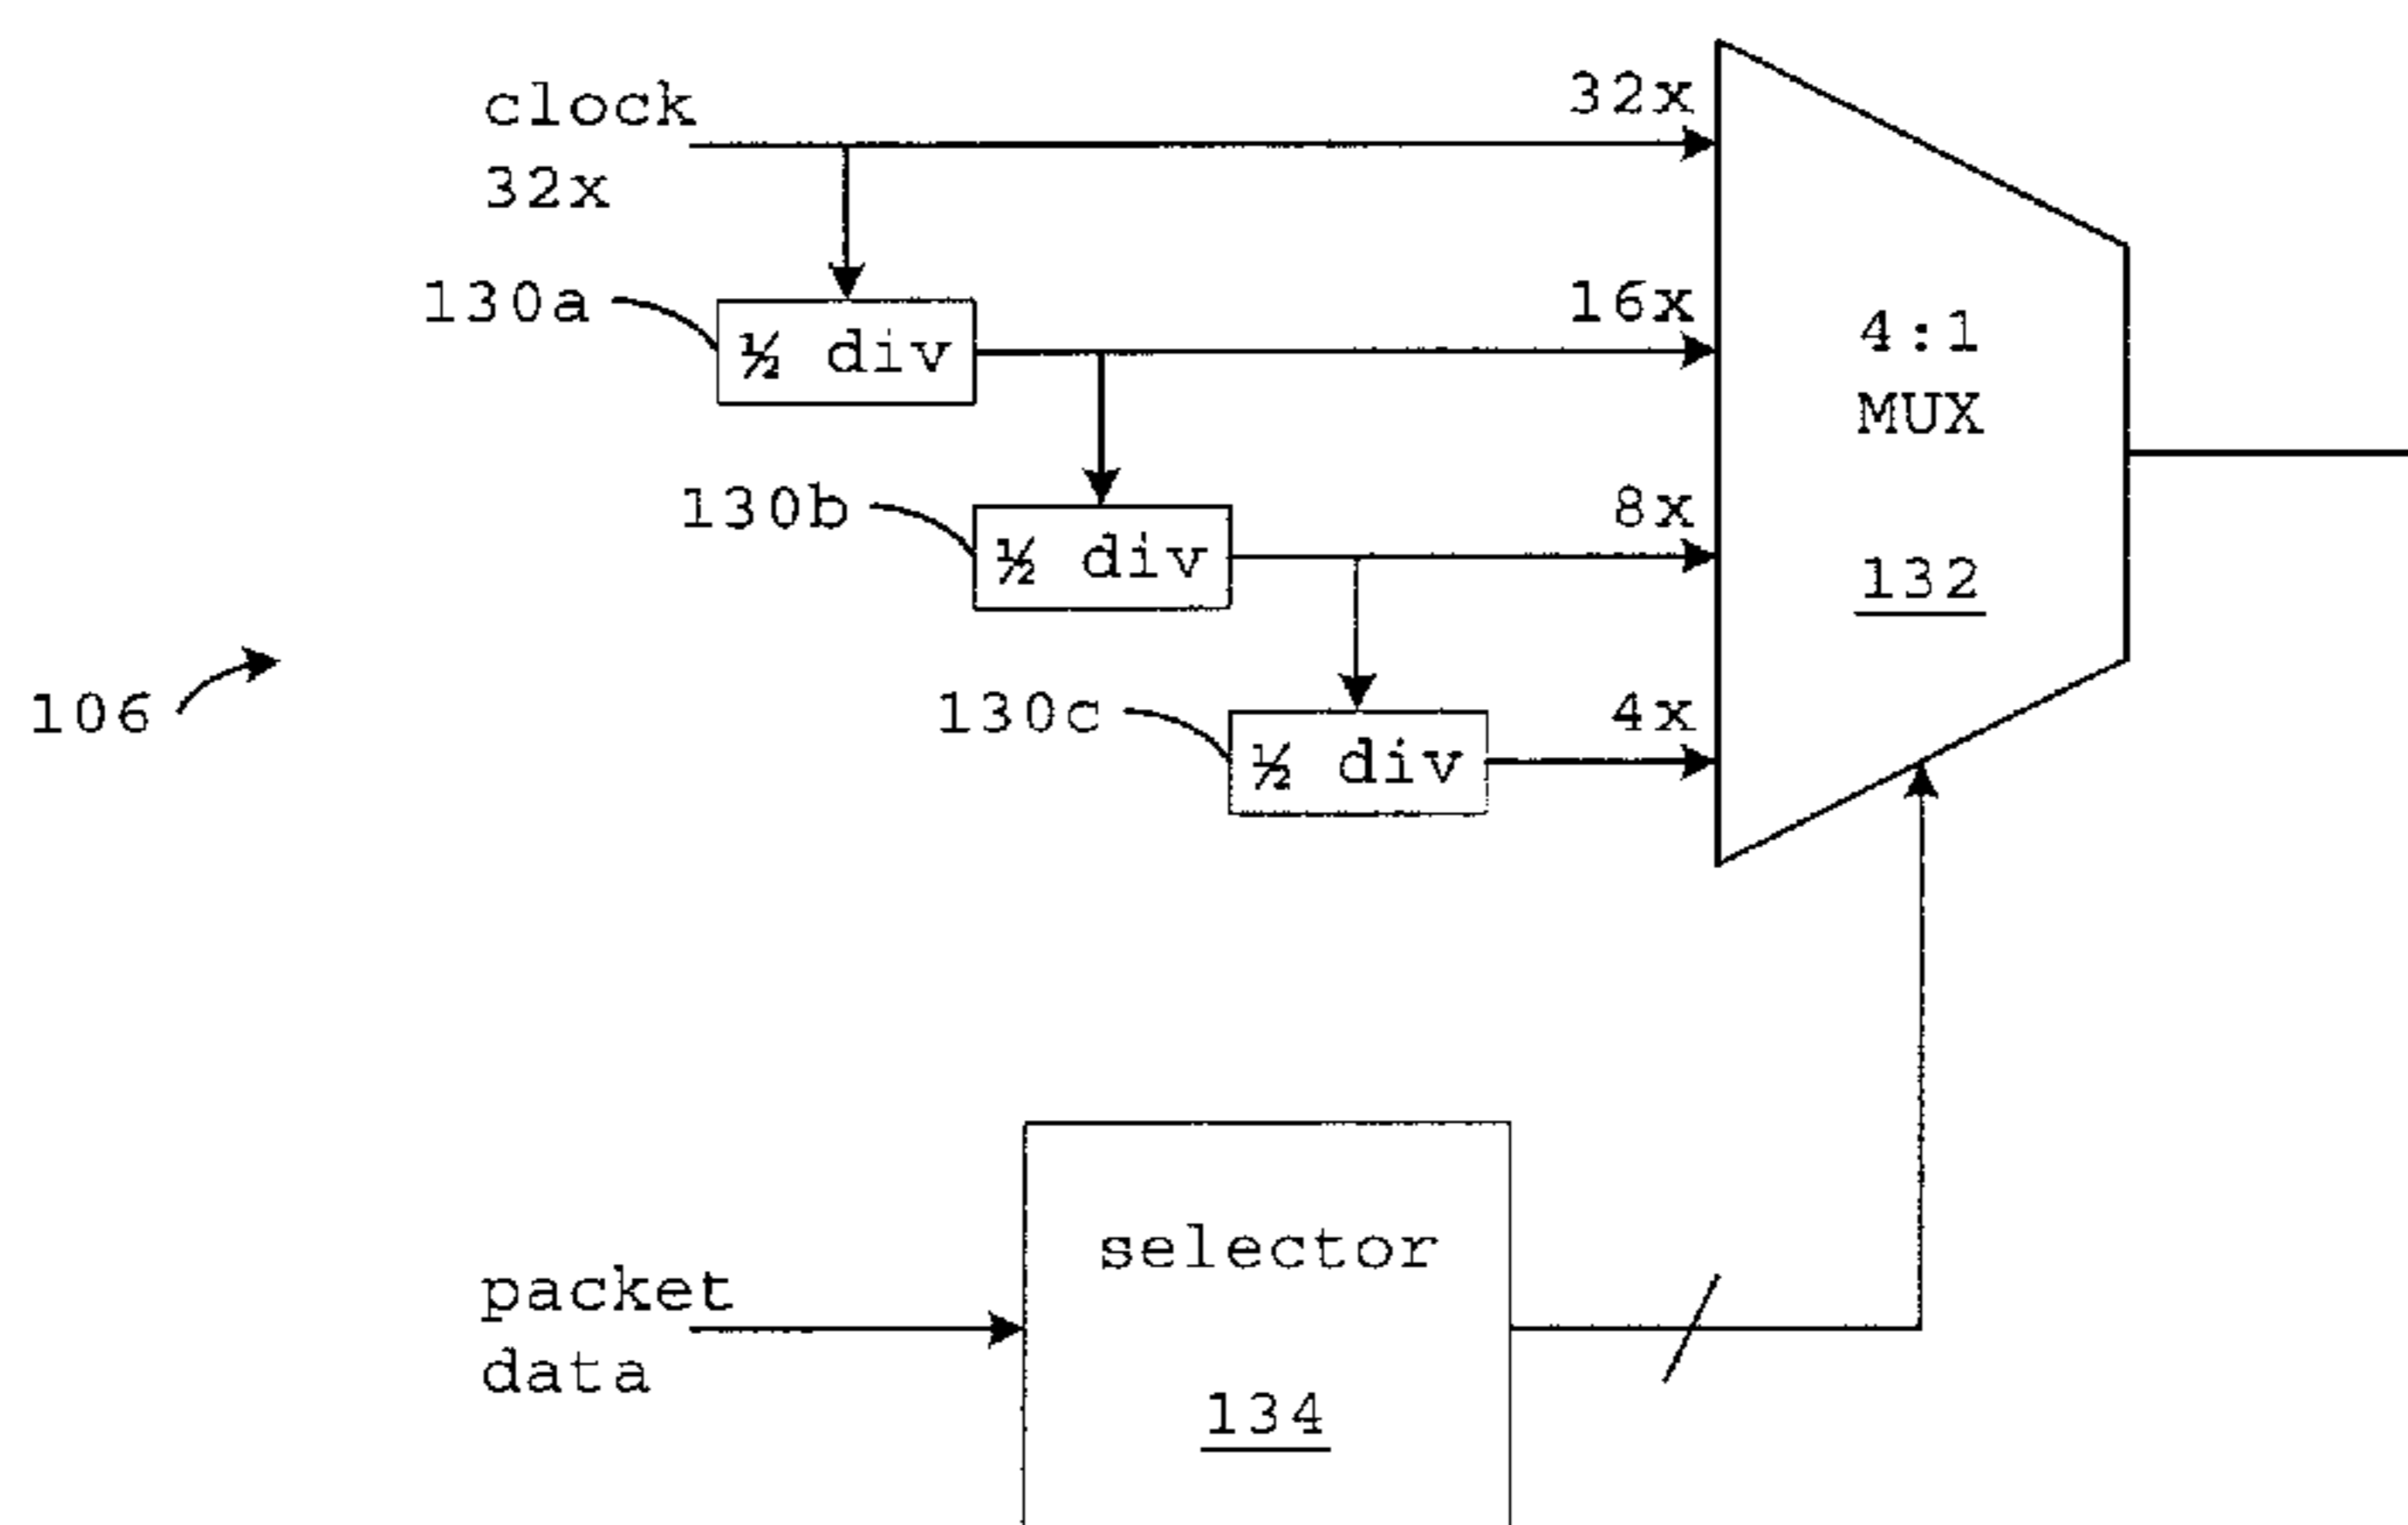 clock
32x
32x
130a
½ div
16x
4:1
MUX
130b
½ div
8x
132
106
130c
½ div
4x
selector
packet
data
134